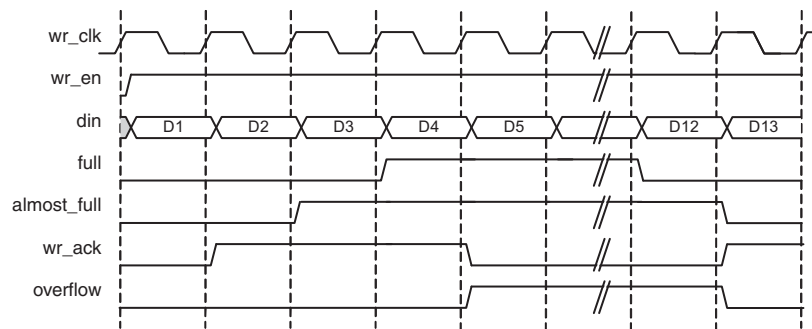 wr_clk
wr_en
din D1 D2 D3 D4 D5 D12 D13
full
almost_full
wr_ack
overflow